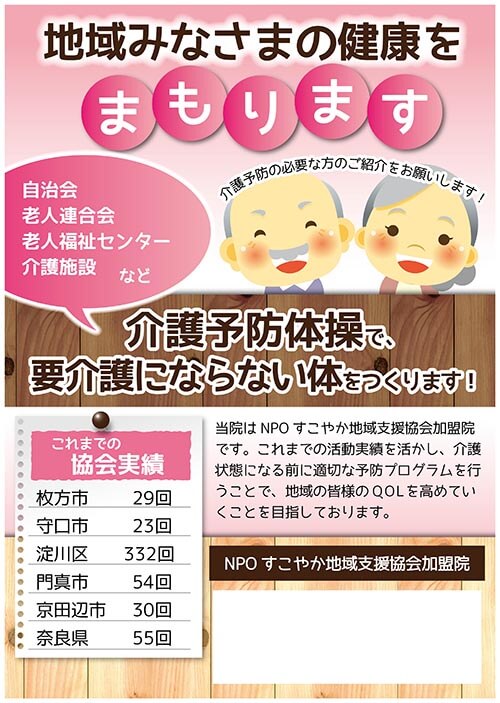 地域みなさまの健康を
まもります
介護予防の必要な方のご紹介をお願いします！
自治会
老人連合会
老人福祉センター
介護施設 など
介護予防体操で、
要介護にならない体をつくります！
これまでの
協会実績
枚方市 29回
守口市 23回
淀川区 332回
門真市 54回
京田辺市 30回
奈良県 55回
当院はNPOすこやか地域支援協会加盟院
です。これまでの活動実績を活かし、介護
状態になる前に適切な予防プログラムを行
うことで、地域の皆様のQOLを高めてい
くことを目指しております。
NPOすこやか地域支援協会加盟院